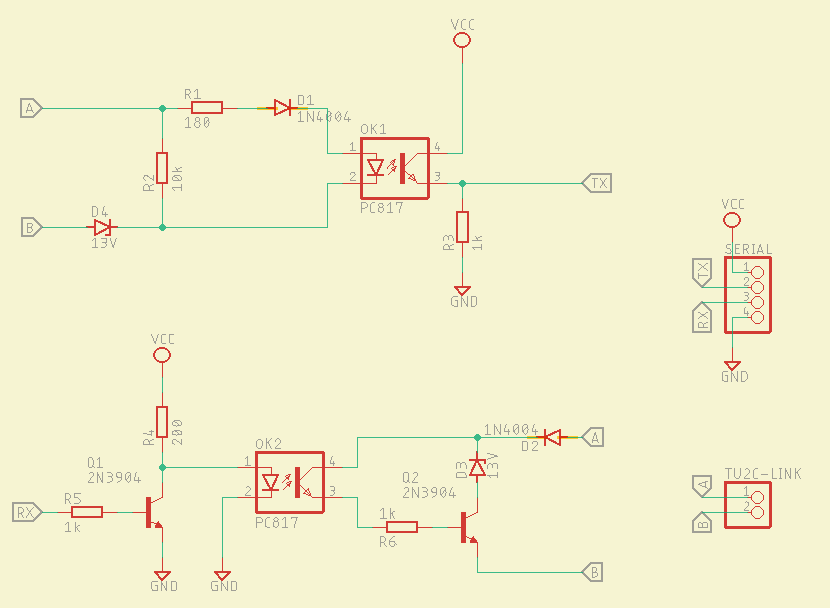 VCC
A
R1
180
D1
1N4004
OK1
1
4
2
3
PC817
R2
10k
TX
B
D4
13V
R3
1k
GND
VCC
SERIAL
TX
RX
1
2
3
4
GND
VCC
R4
200
OK2
1
4
2
3
PC817
Q1
2N3904
RX
R5
1k
GND
GND
1N4004
D2
A
D3
13V
Q2
2N3904
1k
R6
B
TU2C-LINK
A
B
1
2